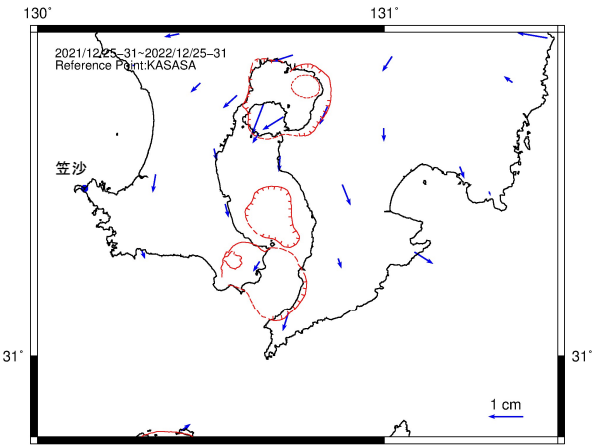 130˚ 131˚
2021/12/25-31~2022/12/25-31
Reference Point:KASASA
笠沙
31˚ 31˚
1 cm